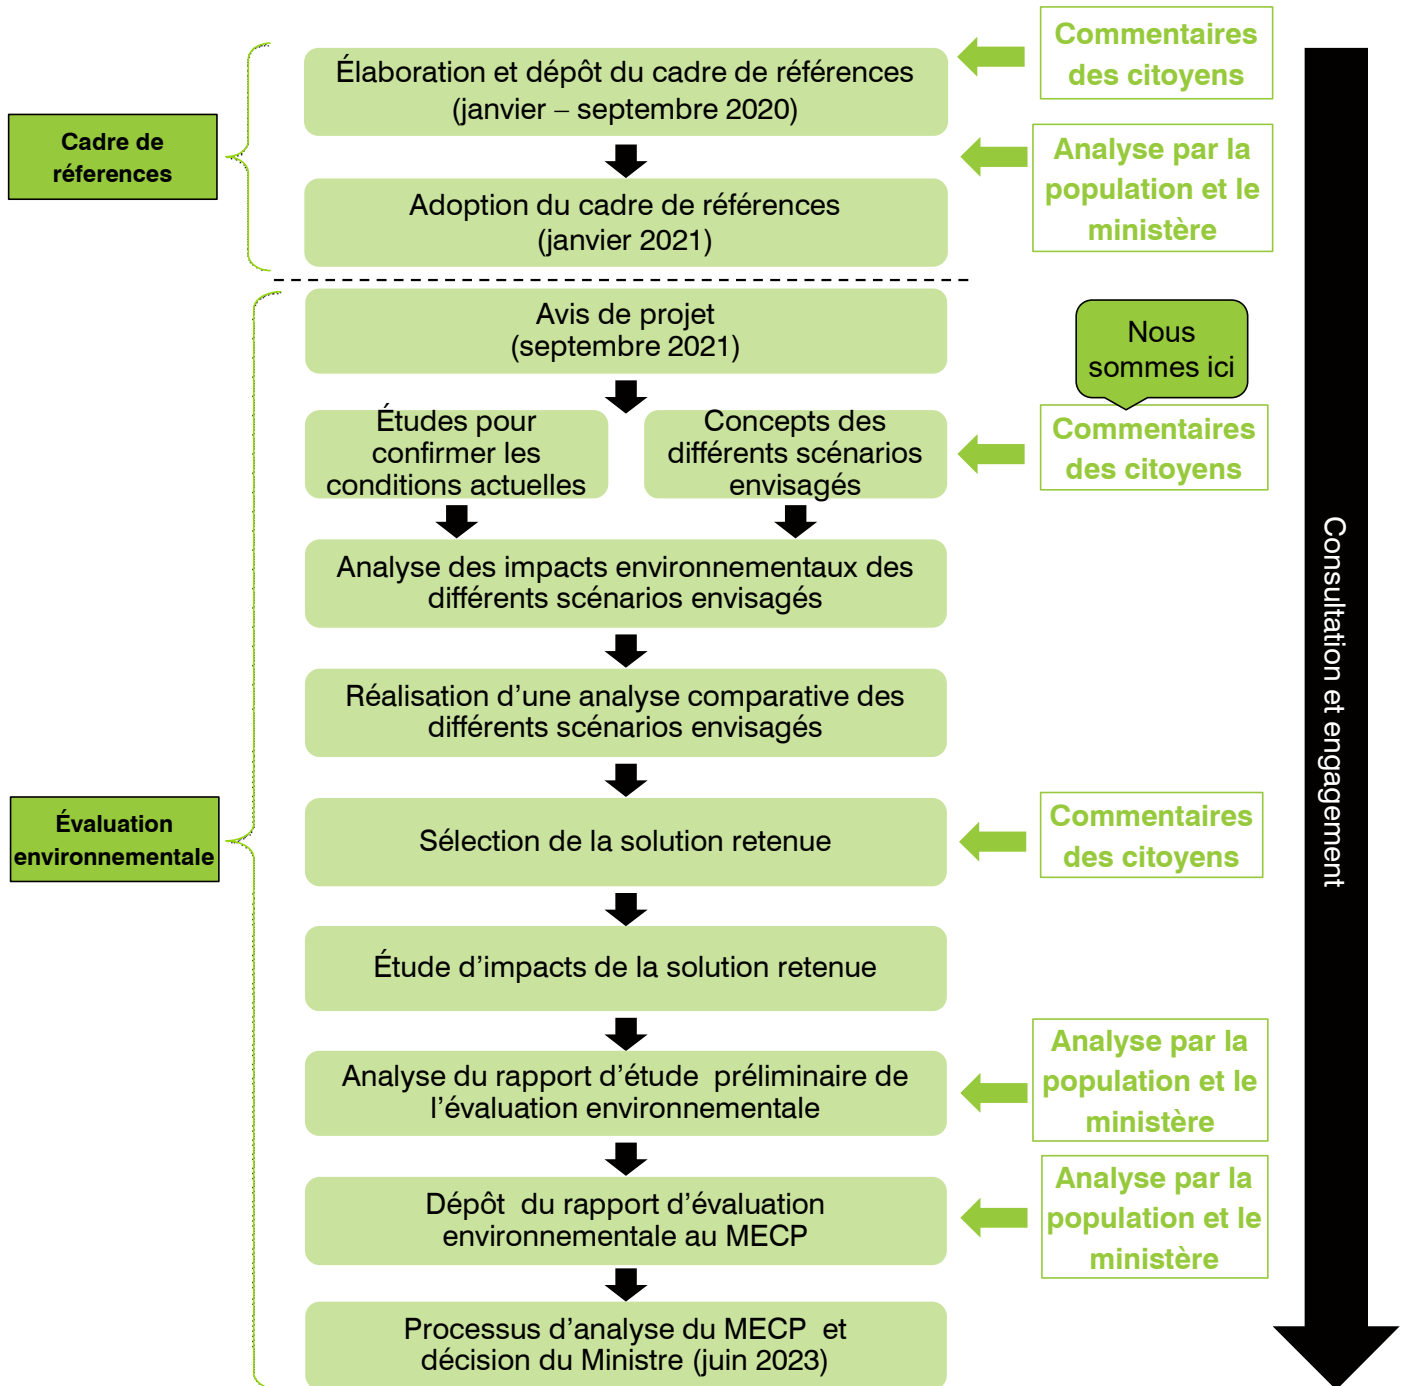 Commentaires
des citoyens
Élaboration et dépôt du cadre de références
(janvier – septembre 2020)
Cadre de
réferences
Analyse par la
population et le
ministère
Adoption du cadre de références
(janvier 2021)
Avis de projet
(septembre 2021)
Nous
sommes ici
Études pour
confirmer les
conditions actuelles
Concepts des
différents scénarios
envisagés
Commentaires
des citoyens
Analyse des impacts environnementaux des
différents scénarios envisagés
Réalisation d'une analyse comparative des
différents scénarios envisagés
Évaluation
environnementale
Sélection de la solution retenue
Commentaires
des citoyens
Étude d'impacts de la solution retenue
Analyse du rapport d'étude  préliminaire de
l'évaluation environnementale
Analyse par la
population et le
ministère
Dépôt  du rapport d'évaluation
environnementale au MECP
Analyse par la
population et le
ministère
Processus d'analyse du MECP  et
décision du Ministre (juin 2023)
Consultation et engagement